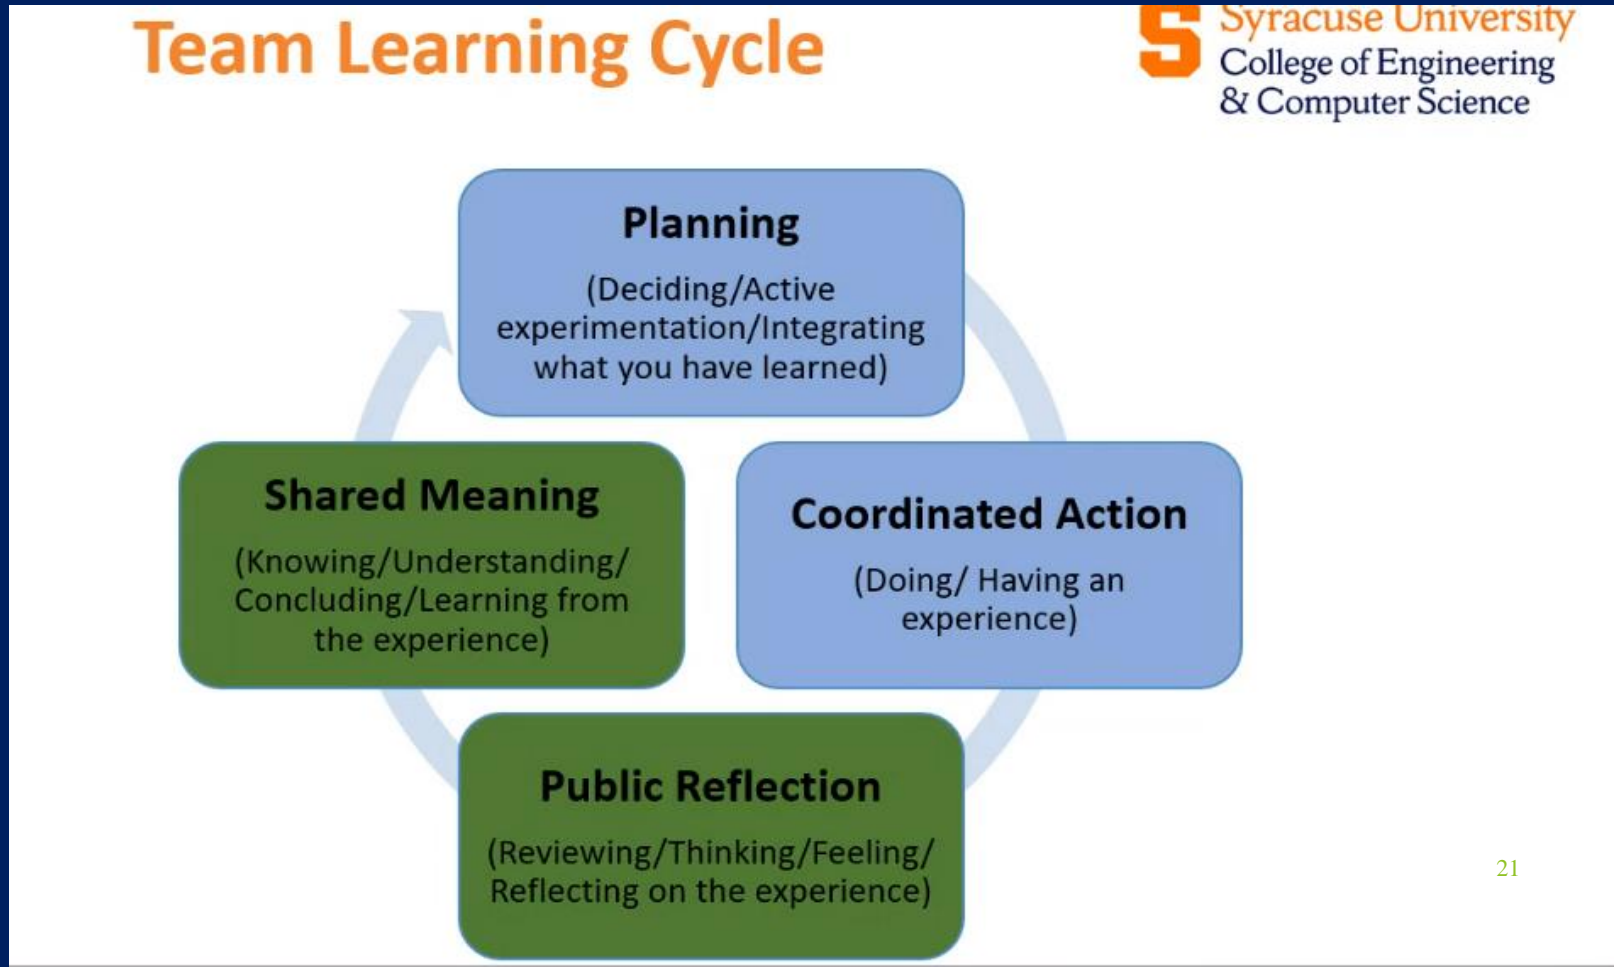 Team Learning Cycle
S
Syracuse University
College of Engineering
& Computer Science
Planning
(Deciding/Active
experimentation/Integrating
what you have learned)
Shared Meaning
(Knowing/Understanding/
Concluding/Learning from
the experience)
Coordinated Action
(Doing/ Having an
experience)
Public Reflection
(Reviewing/Thinking/Feeling/
Reflecting on the experience)
21